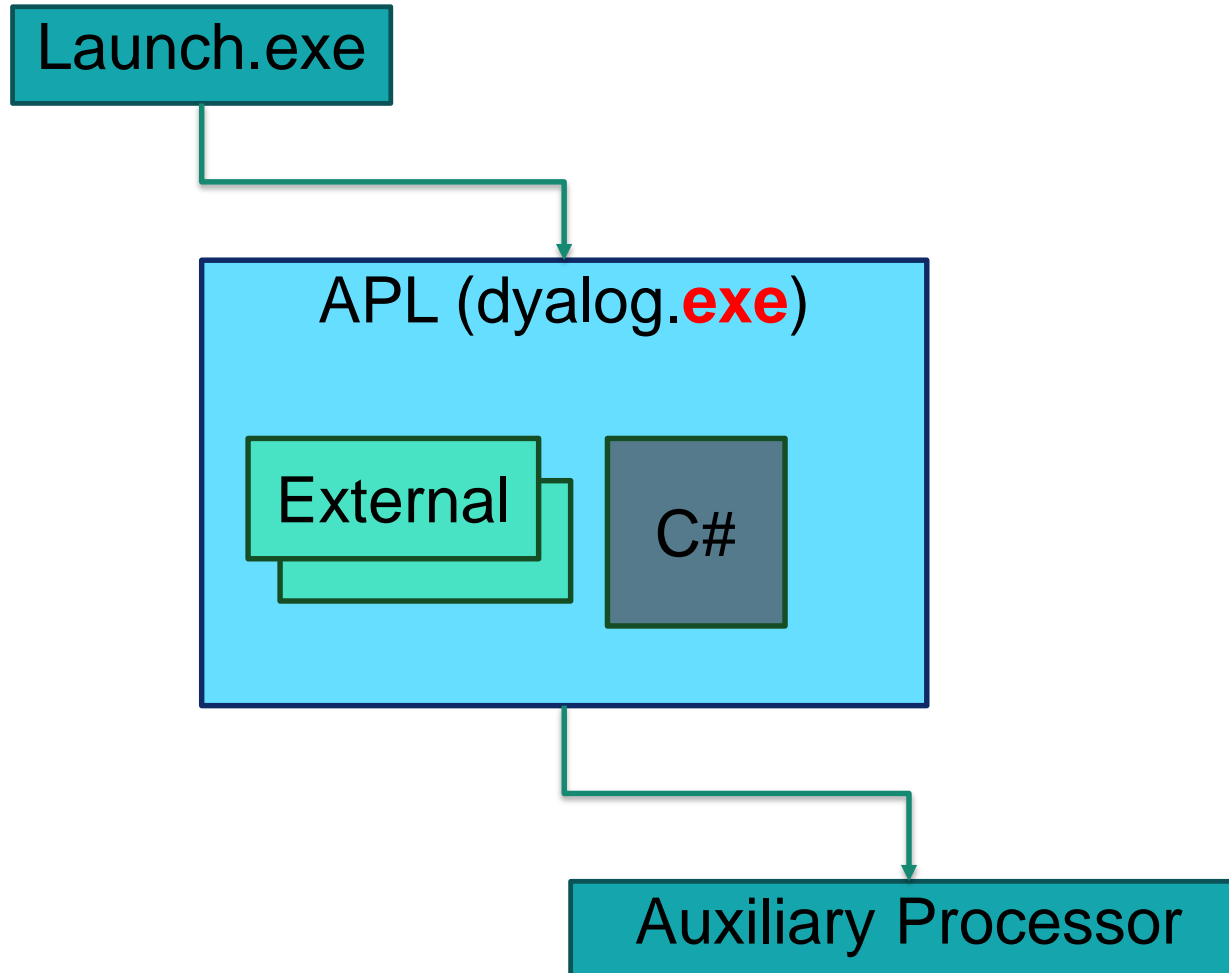 Launch.exe
APL (dyalog.exe)
External
C#
Auxiliary Processor